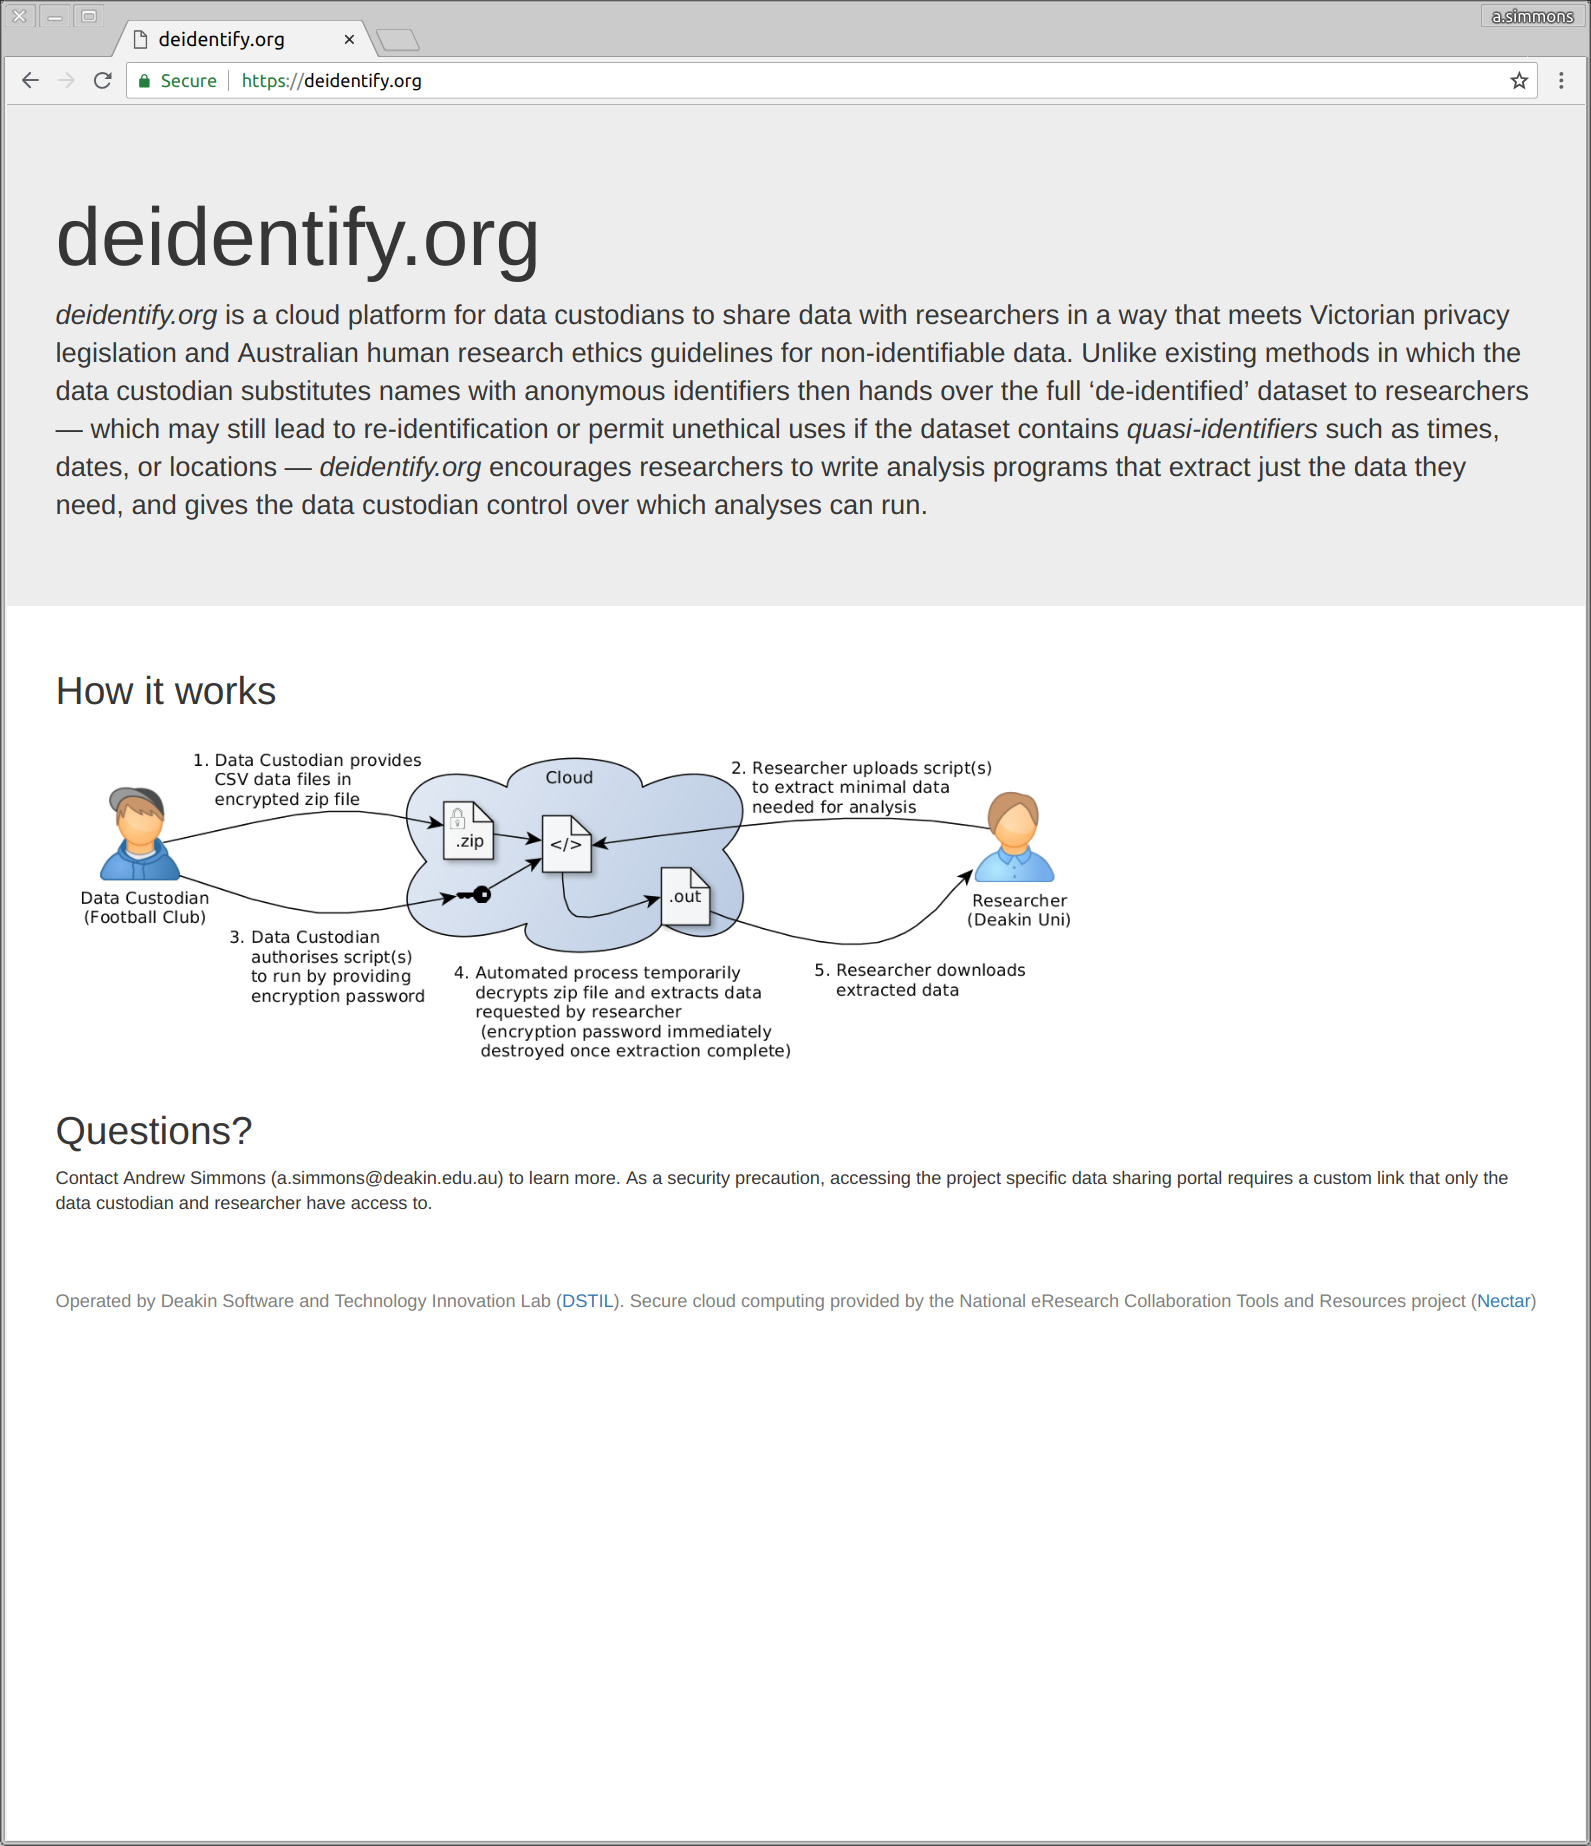 a.simmons
deidentify.org
Secure
https://deidentify.org
deidentify.org
deidentify.org is a cloud platform for data custodians to share data with researchers in a way that meets Victorian privacy
legislation and Australian human research ethics guidelines for non-identifiable data. Unlike existing methods in which the
data custodian substitutes names with anonymous identifiers then hands over the full ‘de-identified’ dataset to researchers
— which may still lead to re-identification or permit unethical uses if the dataset contains quasi-identifiers such as times,
dates, or locations — deidentify.org encourages researchers to write analysis programs that extract just the data they
need, and gives the data custodian control over which analyses can run.
How it works
1. Data Custodian provides
CSV data files in
encrypted zip file
Cloud
2. Researcher uploads script(s)
to extract minimal data
needed for analysis
.zip
</>
.out
Data Custodian
(Football Club)
Researcher
(Deakin Uni)
3. Data Custodian
authorises script(s)
to run by providing
encryption password
4. Automated process temporarily
decrypts zip file and extracts data
requested by researcher
(encryption password immediately
destroyed once extraction complete)
5. Researcher downloads
extracted data
Questions?
Contact Andrew Simmons (a.simmons@deakin.edu.au) to learn more. As a security precaution, accessing the project specific data sharing portal requires a custom link that only the
data custodian and researcher have access to.
Operated by Deakin Software and Technology Innovation Lab (DSTIL). Secure cloud computing provided by the National eResearch Collaboration Tools and Resources project (Nectar)